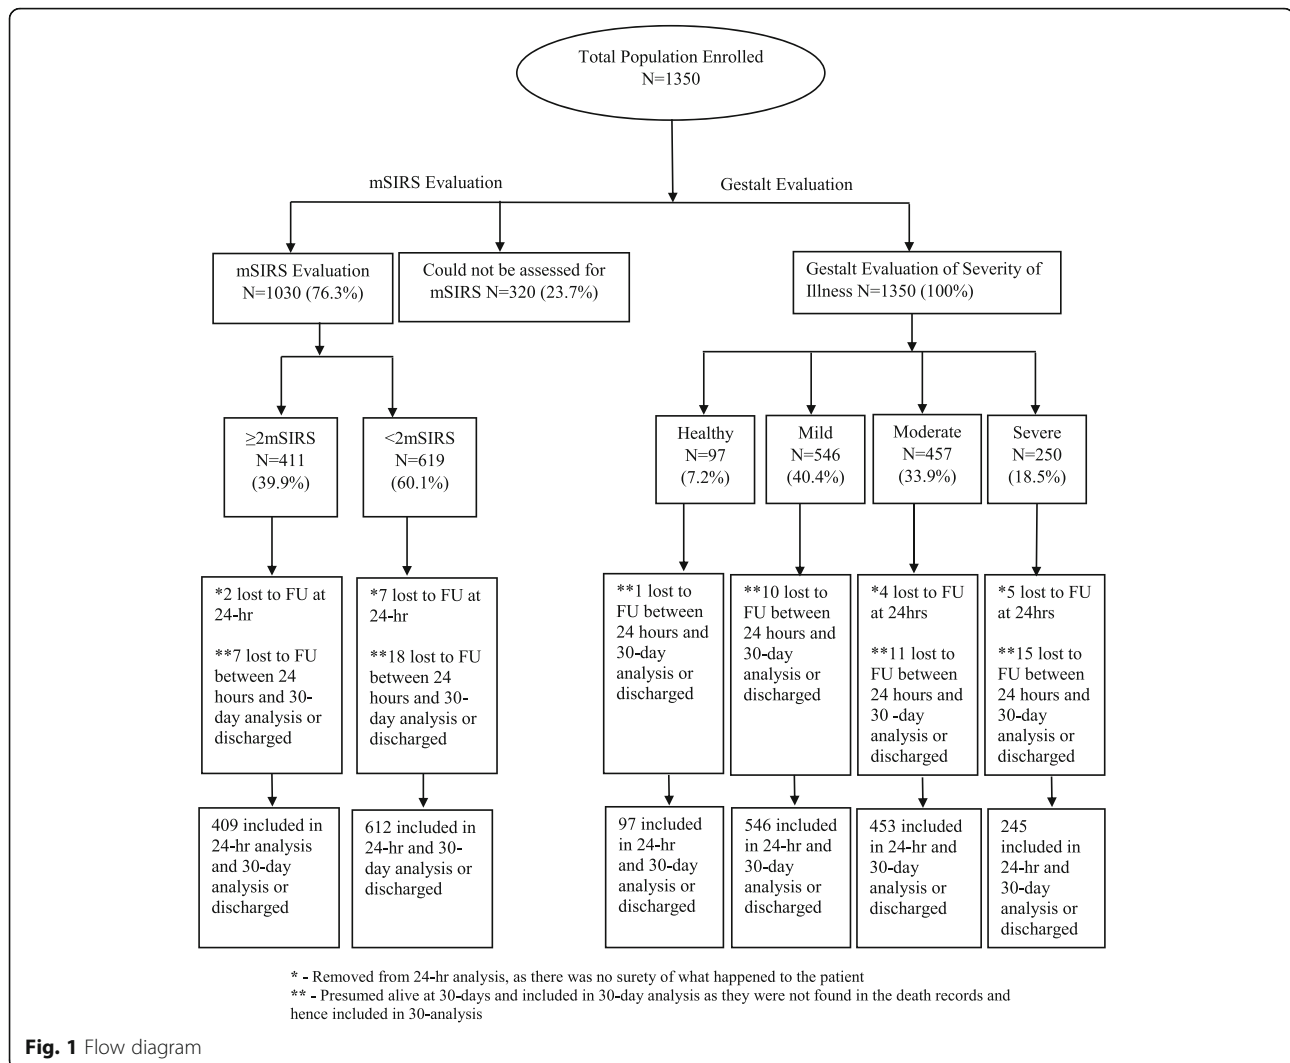 Total Population Enrolled
N=1350
mSIRS Evaluation
Gestalt Evaluation
mSIRS Evaluation
N=1030 (76.3%)
Could not be assessed for
mSIRS N=320 (23.7%)
Gestalt Evaluation of Severity of
Illness N=1350 (100%)
≥2mSIRS
N=411
(39.9%)
<2mSIRS
N=619
(60.1%)
Healthy
N=97
(7.2%)
Mild
N=546
(40.4%)
Moderate
N=457
(33.9%)
Severe
N=250
(18.5%)
*2 lost to FU at
24-hr
**7 lost to FU
between 24
hours and 30-
day analysis or
discharged
*7 lost to FU at
24-hr
**18 lost to FU
between 24
hours and 30-
day analysis or
discharged
**1 lost to
FU between
24 hours and
30-day
analysis or
discharged
**10 lost to
FU between
24 hours and
30-day
analysis or
discharged
*4 lost to FU
at 24hrs
**11 lost to
FU between
24 hours and
30 -day
analysis or
discharged
*5 lost to FU
at 24hrs
**15 lost to
FU between
24 hours and
30-day
analysis or
discharged
409 included in
24-hr analysis
and 30-day
analysis or
discharged
612 included in
24-hr and 30-
day analysis or
discharged
97 included
in 24-hr
and 30-day
analysis or
discharged
546 included
in 24-hr and
30-day
analysis or
discharged
453 included
in 24-hr and
30-day
analysis or
discharged
245
included in
24-hr and
30-day
analysis or
discharged
* - Removed from 24-hr analysis, as there was no surety of what happened to the patient
** - Presumed alive at 30-days and included in 30-day analysis as they were not found in the death records and
hence included in 30-analysis
Fig. 1 Flow diagram